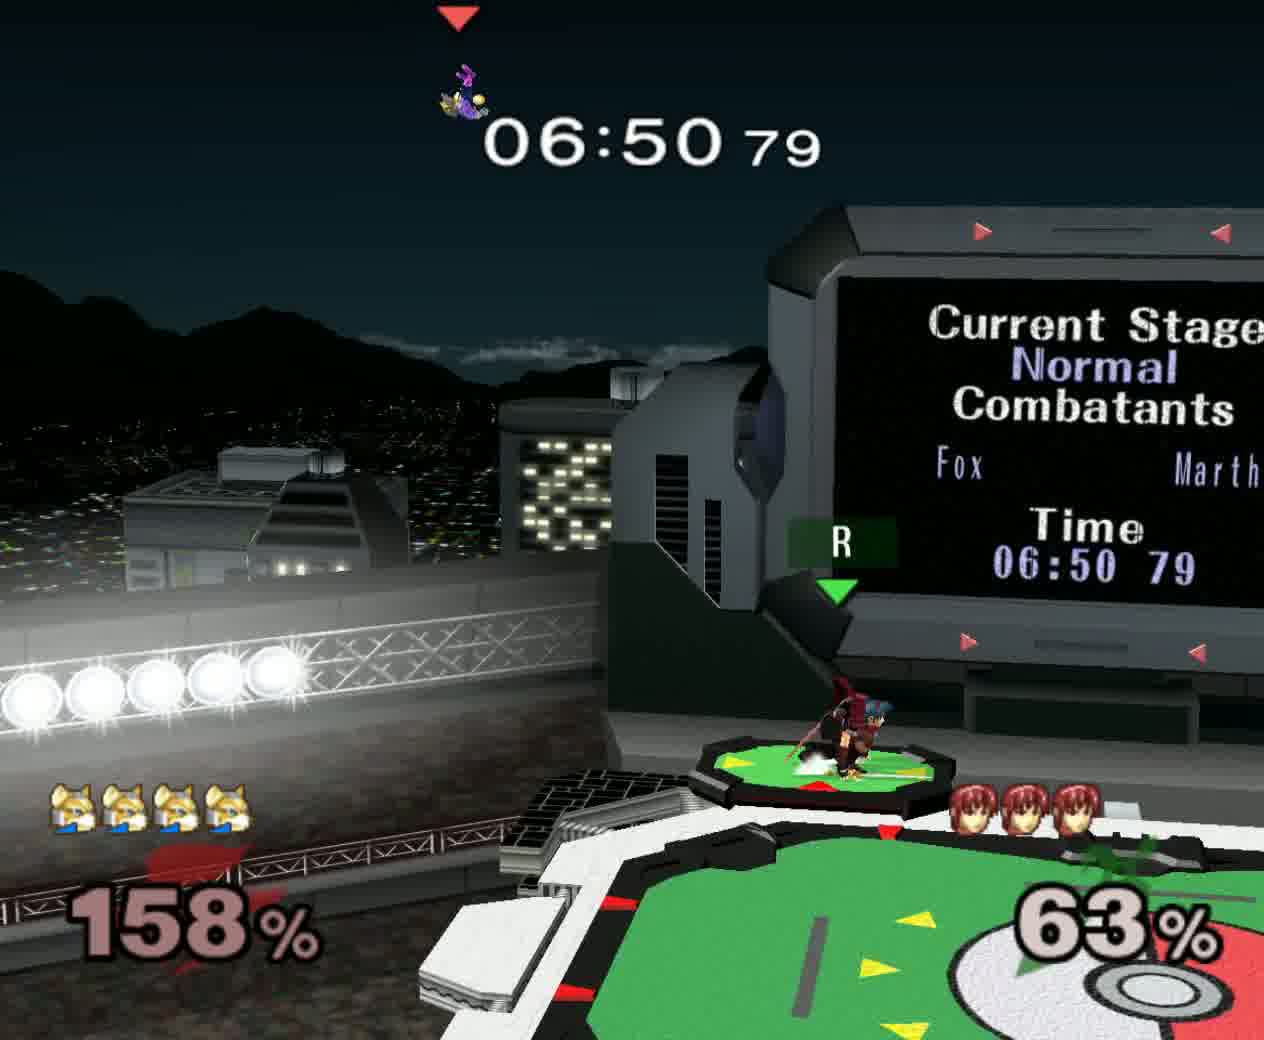 06:50 79
Current Stage
Normal
Combatants
Fox Marth
Time
06:50 79
R
158%
63%